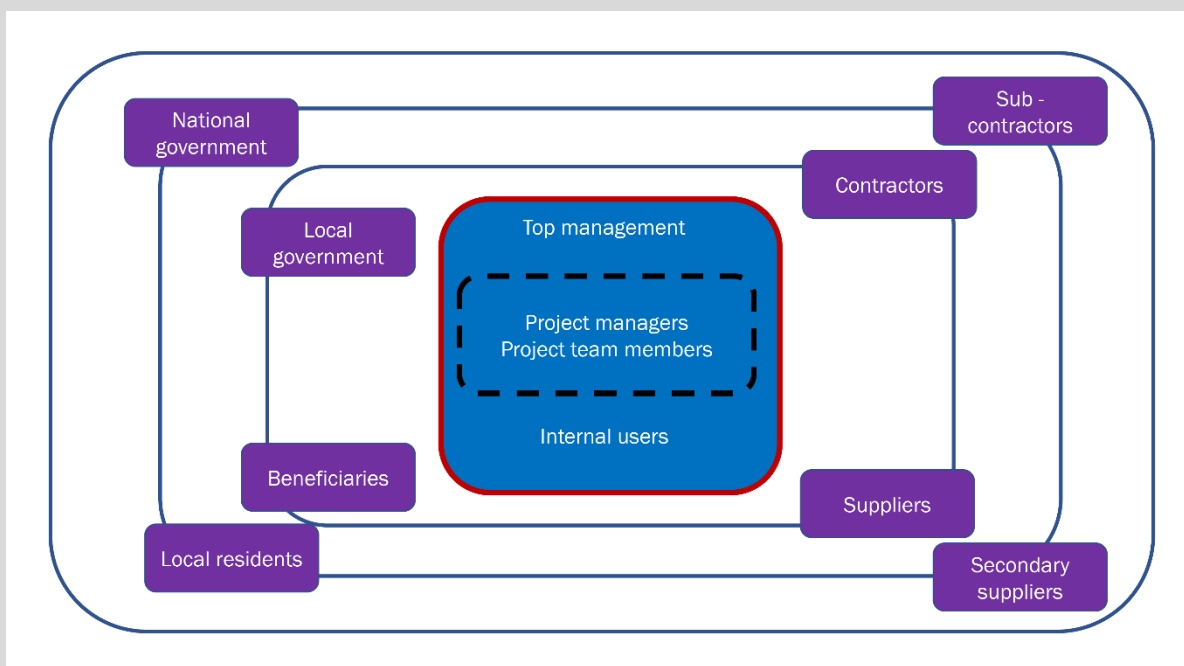 National
government
Sub -
contractors
Contractors
Local
government
Top management
Project managers
Project team members
Internal users
Beneficiaries
Suppliers
Local residents
Secondary
suppliers